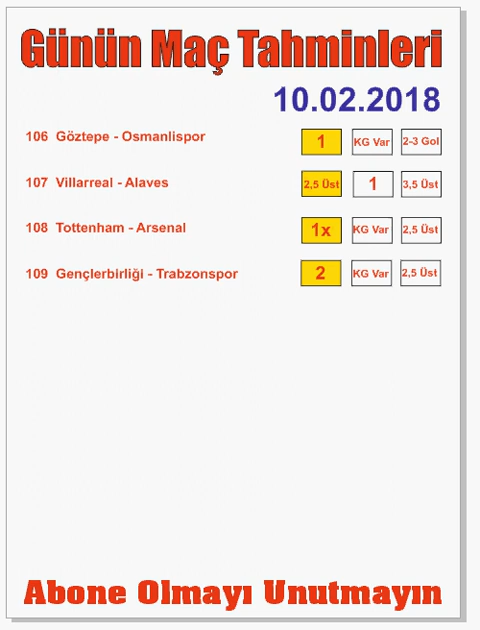 Günün Maç Tahminleri
10.02.2018
106 Göztepe - Osmanlispor 1 KG Var 2-3 Gol
107 Villarreal - Alaves 2,5 Üst 1 3,5 Üst
108 Tottenham - Arsenal 1x KG Var 2,5 Üst
109 Gençlerbirliği - Trabzonspor 2 KG Var 2,5 Üst
Abone Olmayı Unutmayın